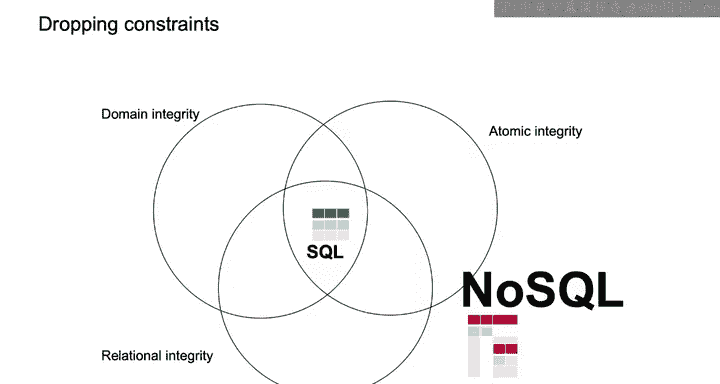 Dropping constraints
Domain integrity
Atomic integrity
SQL
NoSQL
Relational integrity